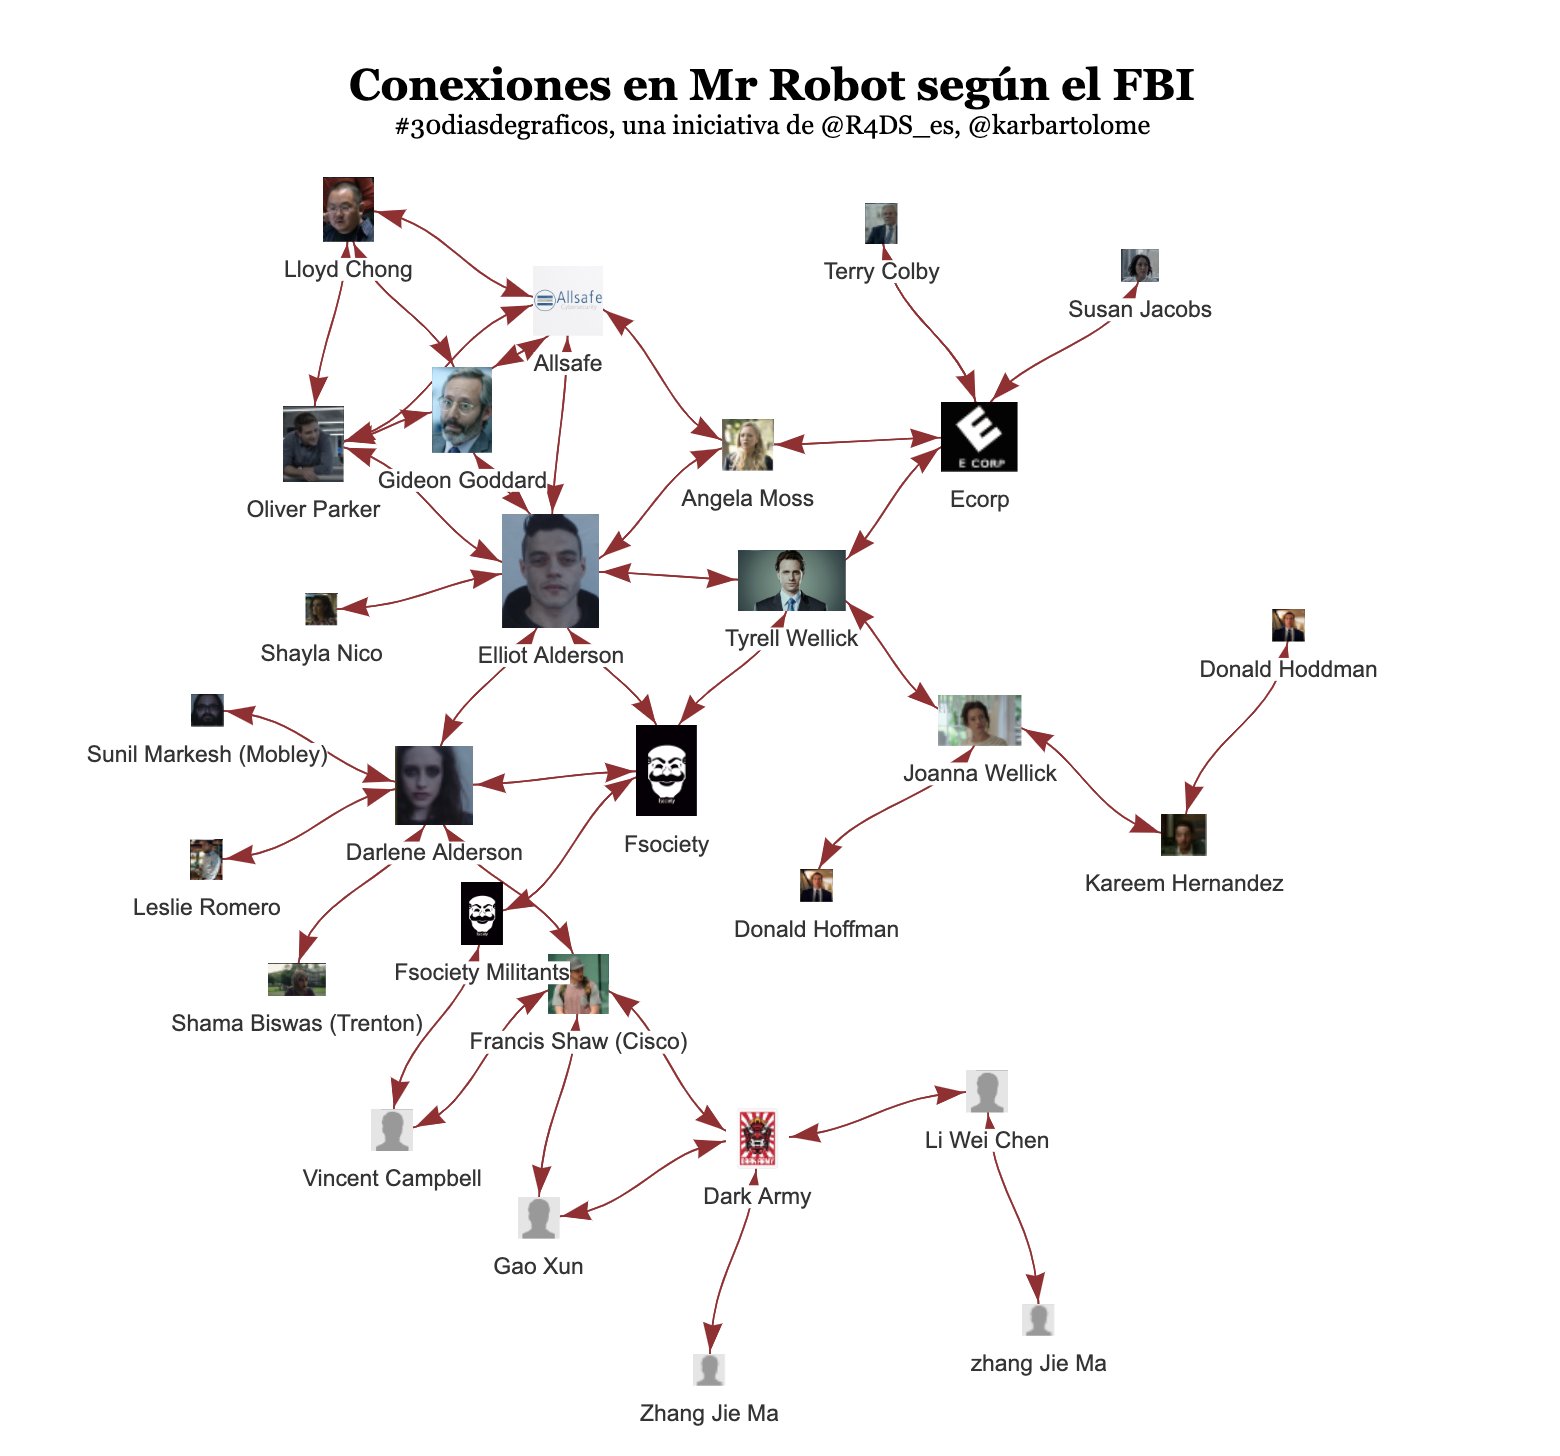 Conexiones en Mr Robot según el FBI
#30diasdegraficos, una iniciativa de @R4DS_es, @karbartolome
Lloyd Chong
Terry Colby
Susan Jacobs
Allsafe
Cybersecurity
Allsafe
E CORP
Ecorp
Gideon Goddard
Oliver Parker
Angela Moss
Shayla Nico
Elliot Alderson
Tyrell Wellick
Donald Hoddman
Sunil Markesh (Mobley)
Joanna Wellick
fsociety
Fsociety
Darlene Alderson
Kareem Hernandez
Leslie Romero
Donald Hoffman
Fsociety Militants
Shama Biswas (Trenton)
Francis Shaw (Cisco)
Li Wei Chen
Vincent Campbell
Dark Army
Gao Xun
zhang Jie Ma
Zhang Jie Ma